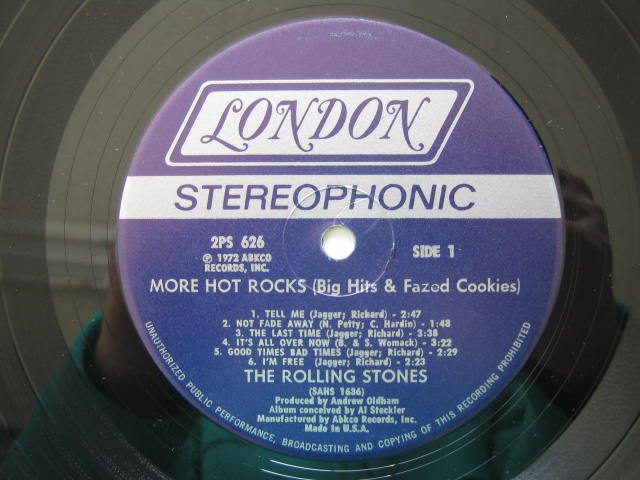 LONDON
STEREOPHONIC
2PS 626
SIDE 1
℗ 1972 ABKCO
RECORDS, INC.
MORE HOT ROCKS (Big Hits & Fazed Cookies)
1. TELL ME (Jagger; Richard) - 2:47
2. NOT FADE AWAY (N. Petty; C. Hardin) - 1:48
3. THE LAST TIME (Jagger; Richard) - 3:38
4. IT'S ALL OVER NOW (B. & S. Womack) - 3:22
5. GOOD TIMES BAD TIMES (Jagger; Richard) - 2:29
6. I'M FREE (Jagger; Richard) - 2:23
THE ROLLING STONES
(SAHS 1636)
Produced by Andrew Oldham
Album conceived by Al Steckler
Manufactured by Abkco Records, Inc.
Made in U.S.A.
UNAUTHORIZED PUBLIC PERFORMANCE, BROADCASTING AND COPYING OF THIS RECORDING PROHIBITED